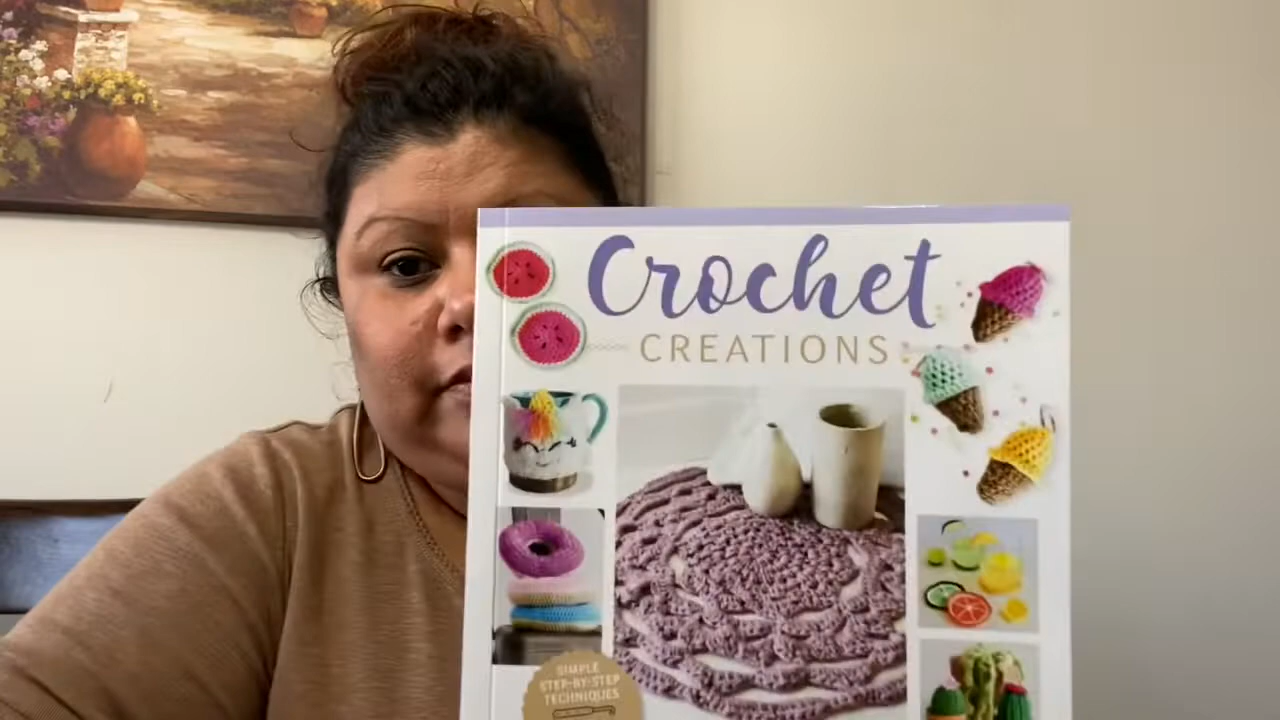 Crochet
CREATIONS
SIMPLE
STEP-BY-STEP
TECHNIQUES